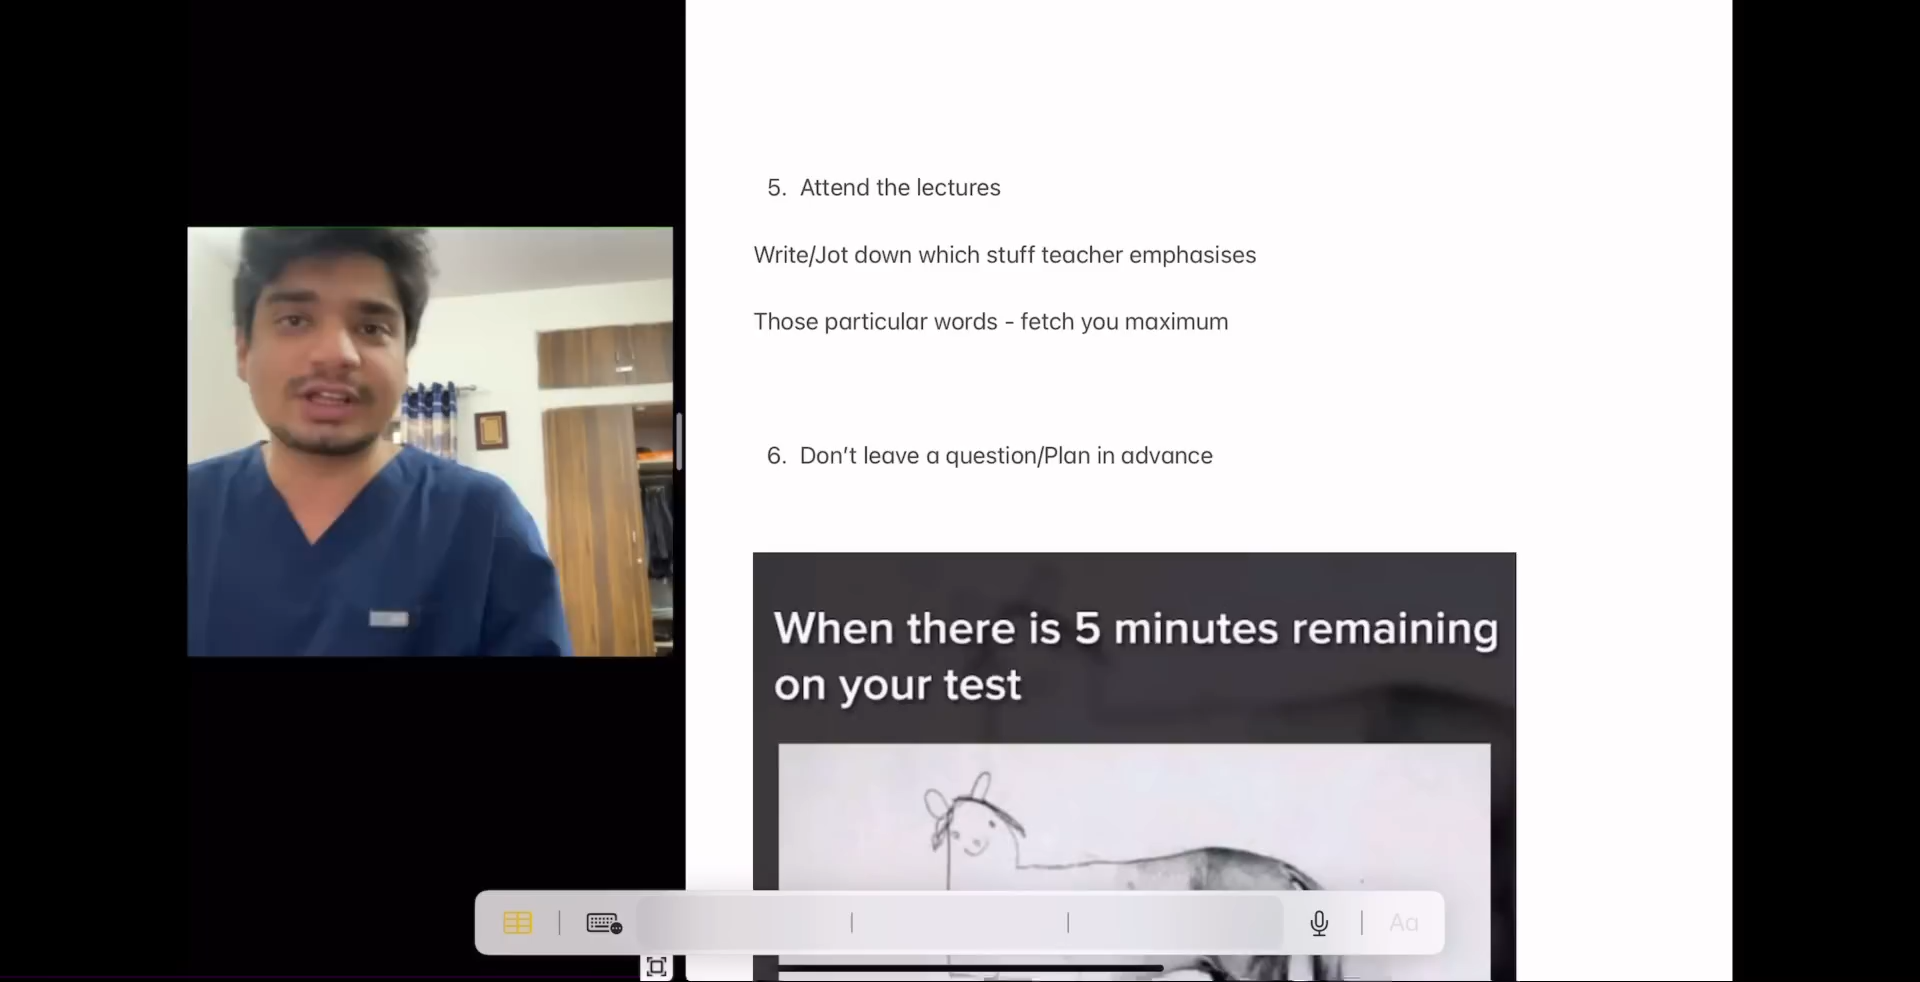 5. Attend the lectures
Write/Jot down which stuff teacher emphasises
Those particular words - fetch you maximum
6. Don't leave a question/Plan in advance
When there is 5 minutes remaining
on your test
Aa